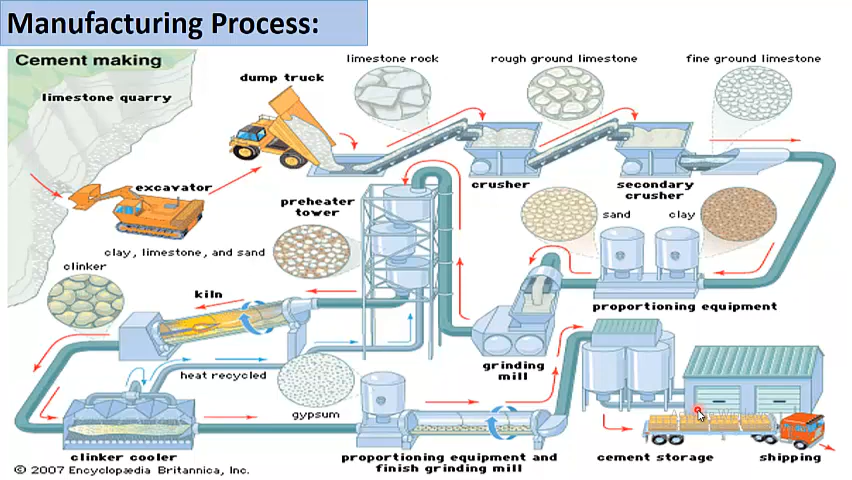 Manufacturing Process:
Cement making
limestone quarry
dump truck
limestone rock
rough ground limestone
fine ground limestone
excavator
crusher
secondary
crusher
preheater
tower
sand
clay
clay, limestone, and sand
clinker
kiln
proportioning equipment
heat recycled
grinding
mill
gypsum
clinker cooler
proportioning equipment and
finish grinding mill
cement storage
shipping
© 2007 Encyclopædia Britannica, Inc.